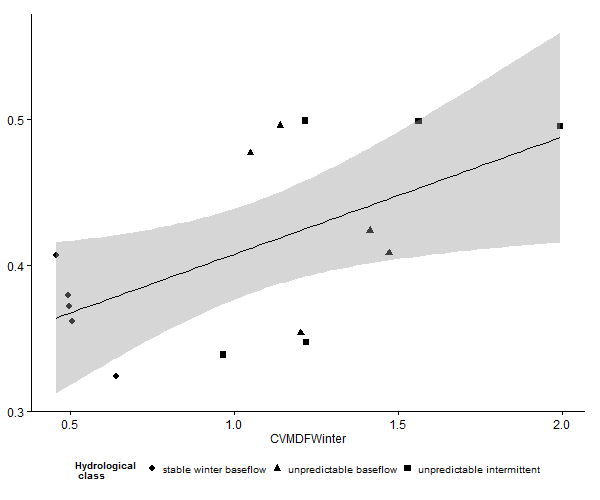 0.5
0.4
0.3
0.5 1.0 1.5 2.0
CVMDFWinter
Hydrological
class
stable winter baseflow unpredictable baseflow unpredictable intermittent